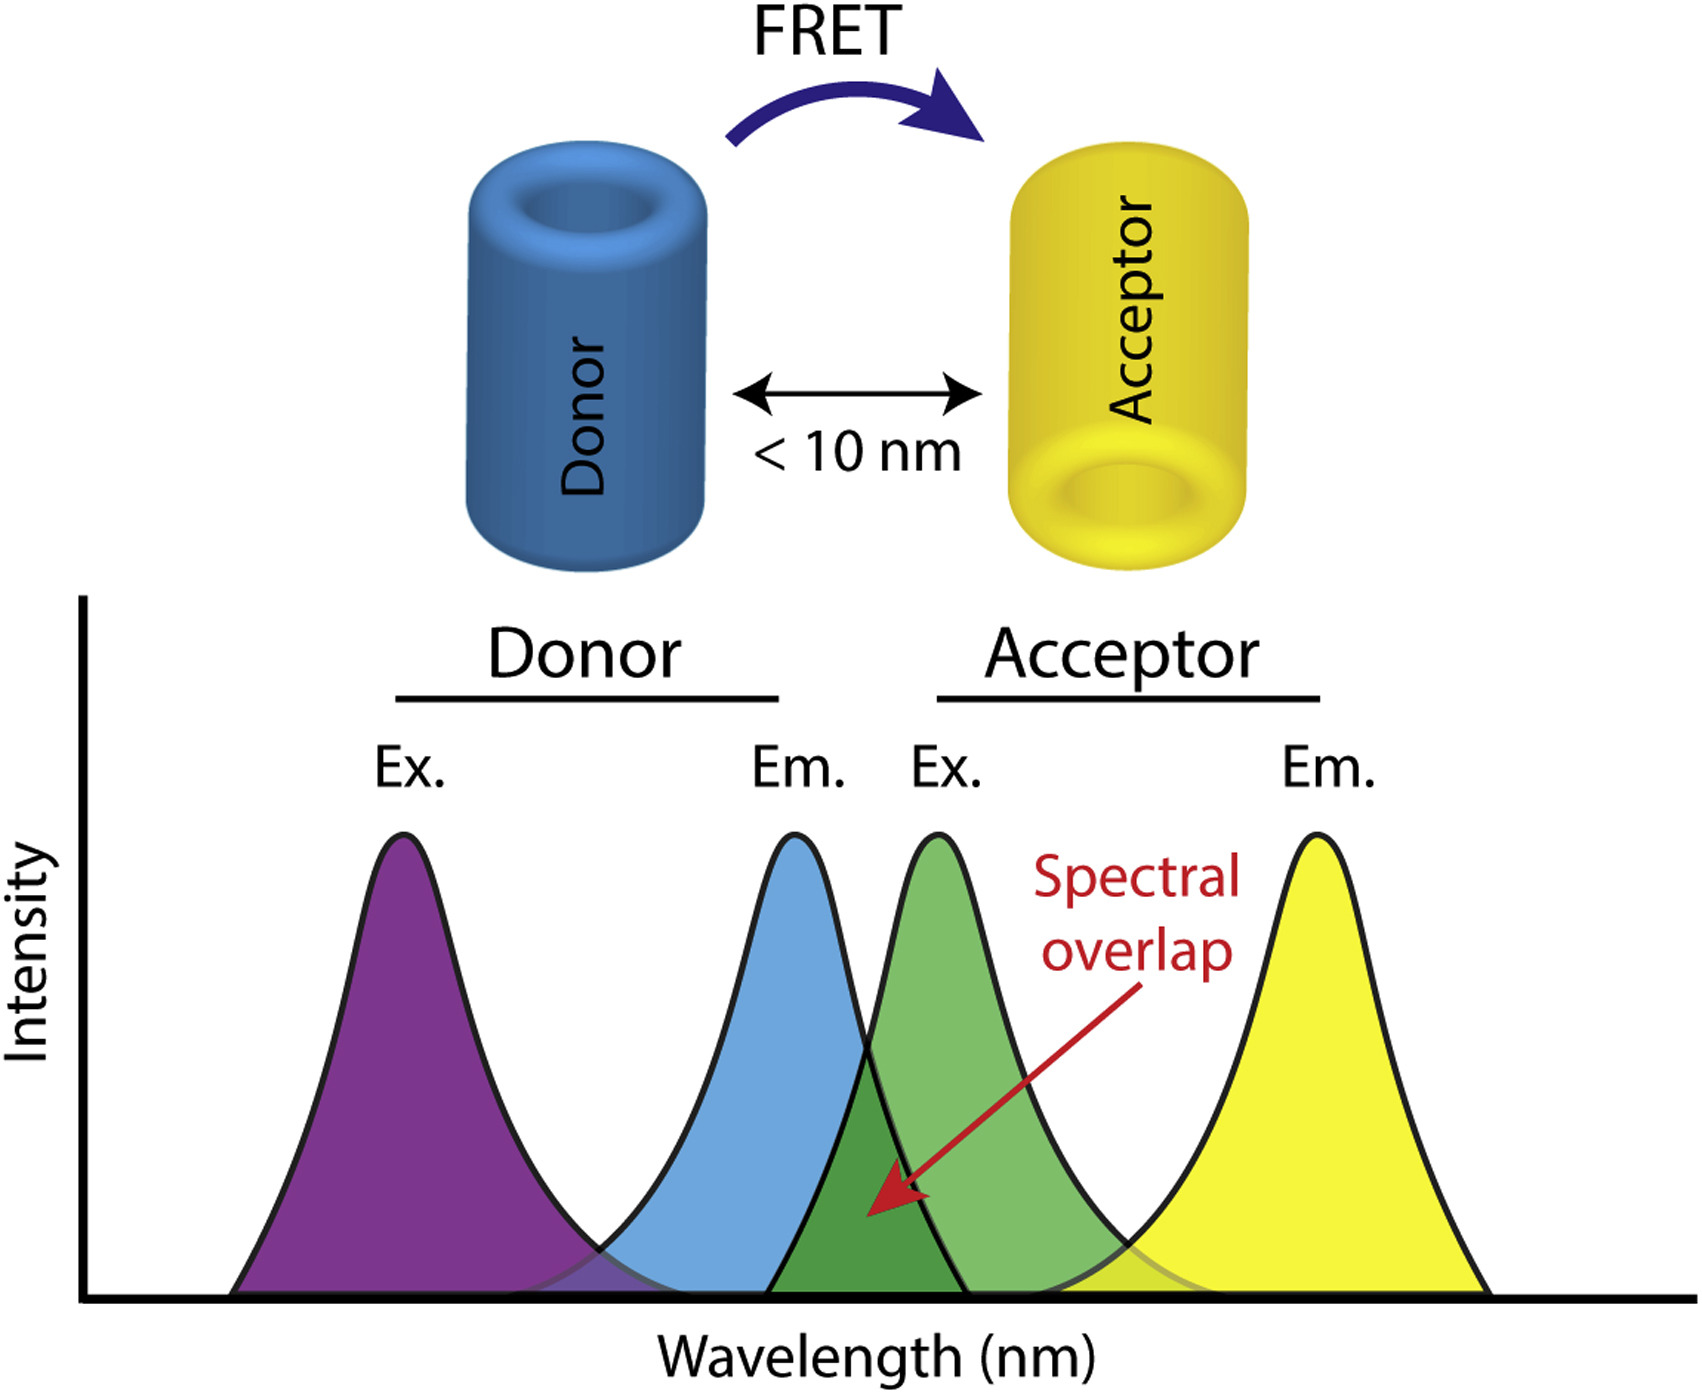 FRET
Donor
Acceptor
< 10 nm
Donor
Acceptor
Ex.
Em.
Ex.
Em.
Spectral
overlap
Intensity
Wavelength (nm)